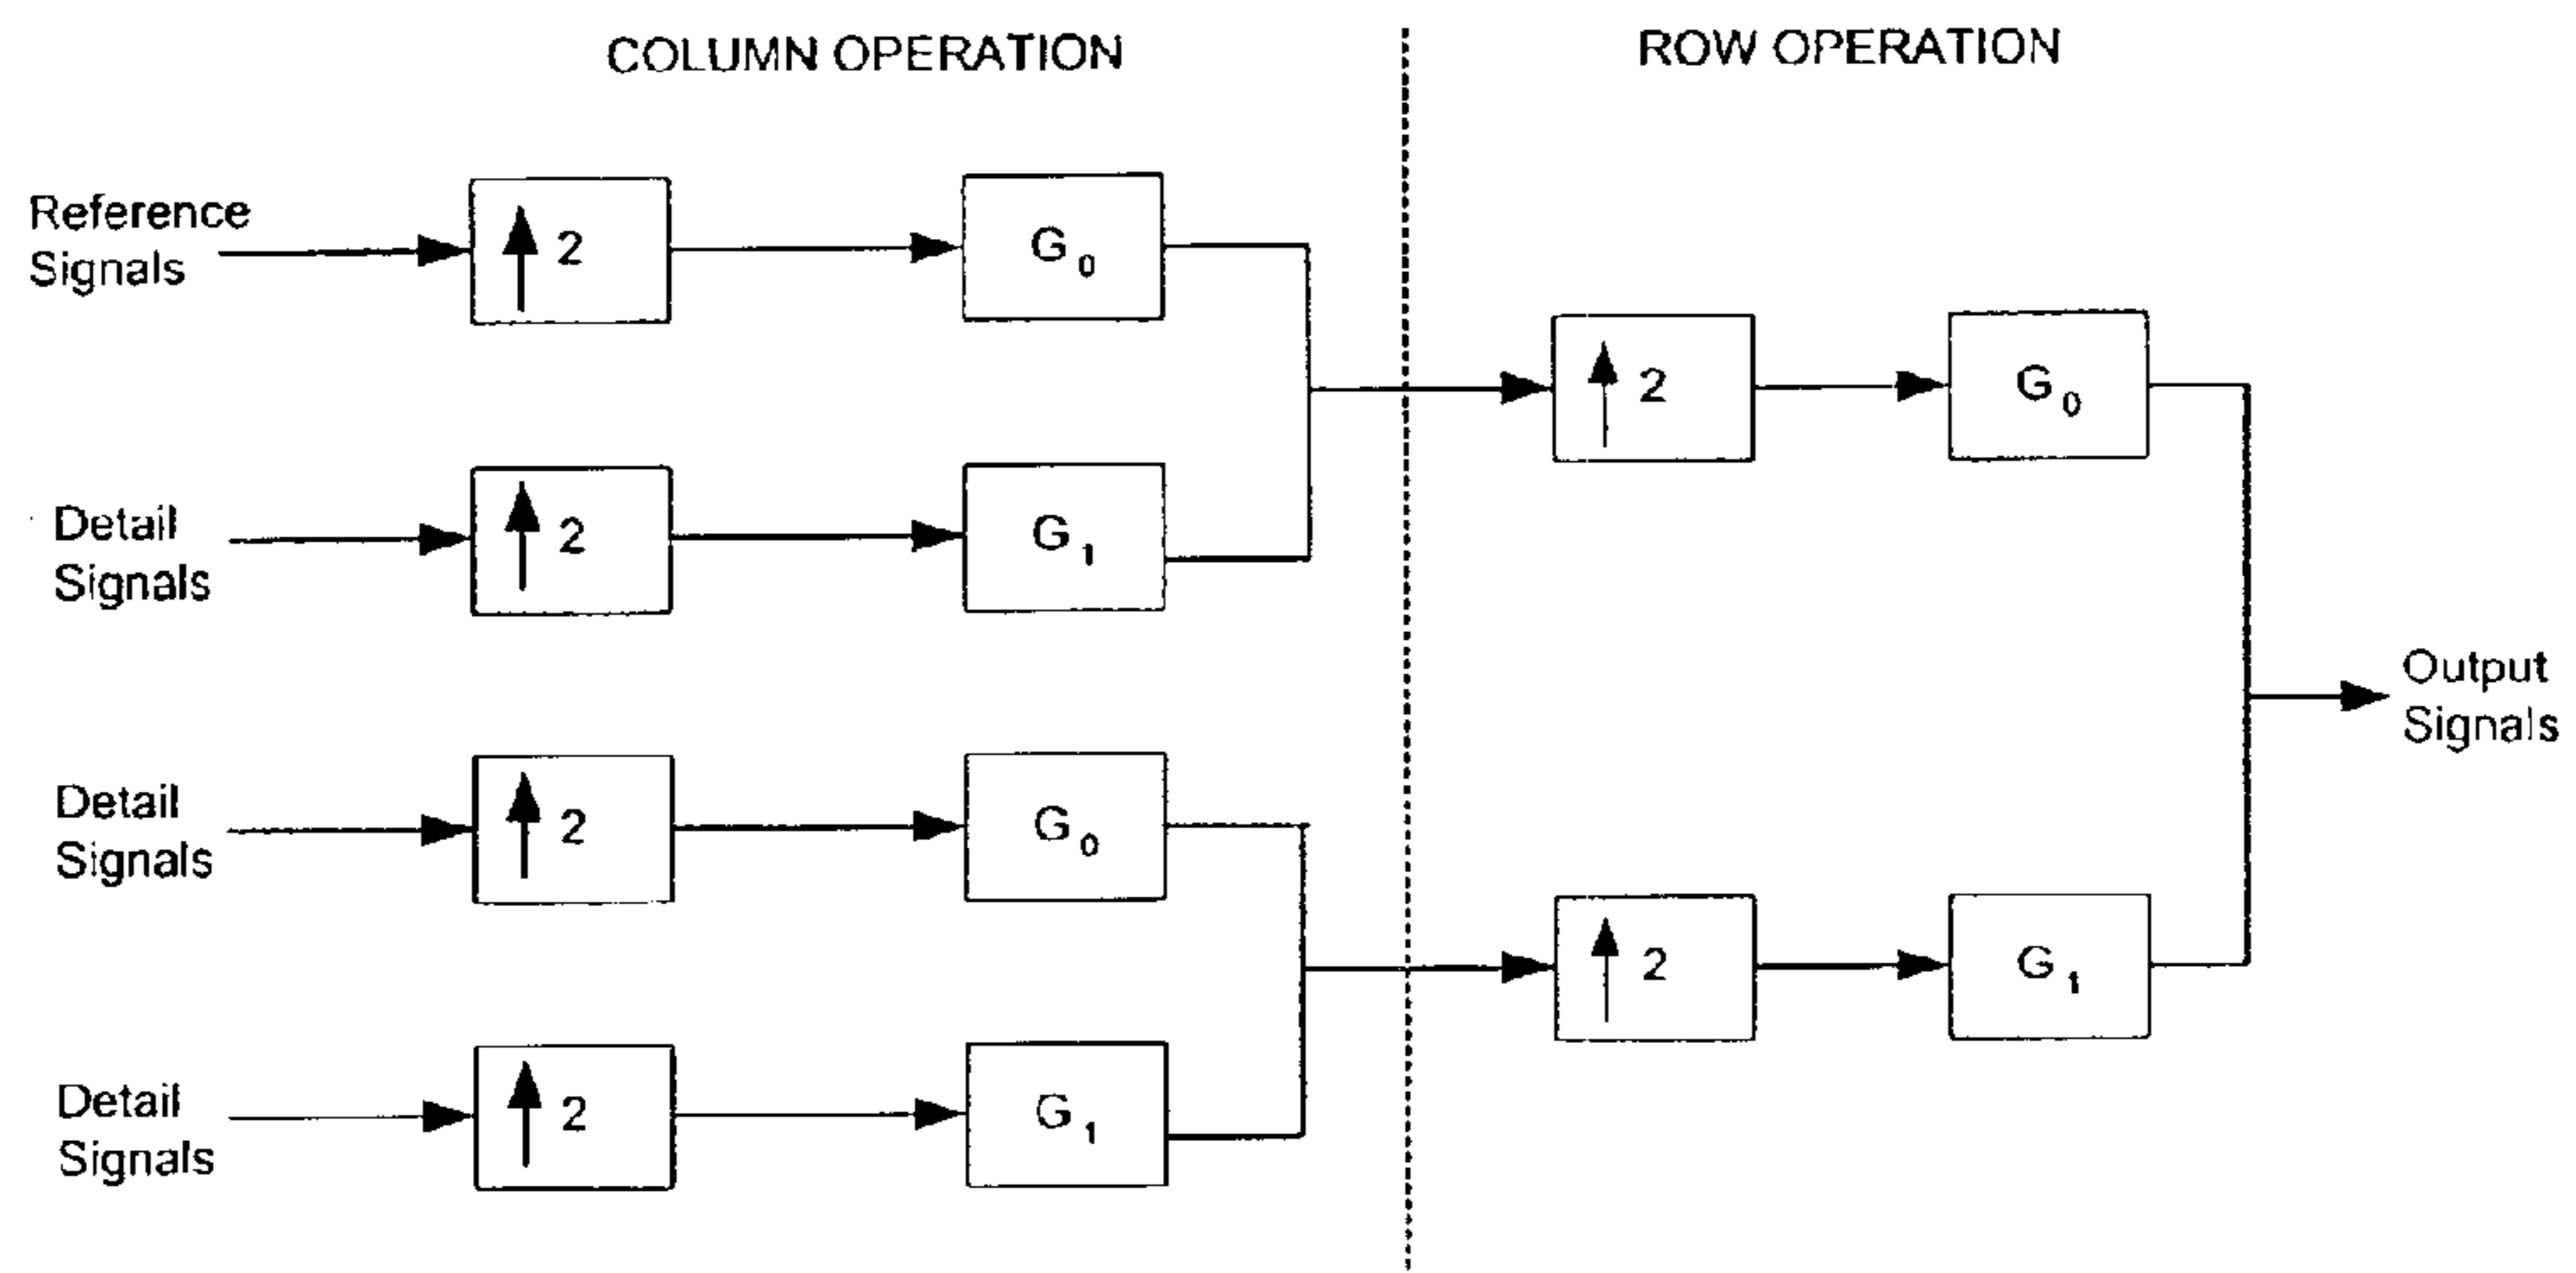 COLUMN OPERATION
ROW OPERATION
Reference
Signals
2
G0
2
G0
Detail
Signals
2
G1
Output
Signals
Detail
Signals
2
G0
2
G1
Detail
Signals
2
G1